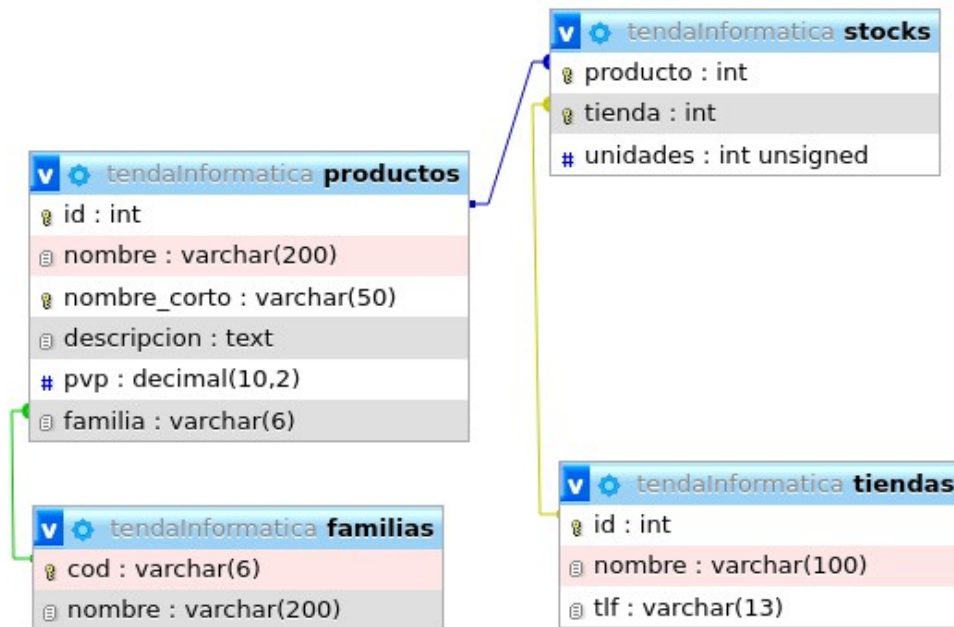 tendaInformatica stocks
producto : int
tienda : int
unidades : int unsigned
v tendaInformatica productos
id : int
nombre : varchar(200)
nombre_corto : varchar(50)
descripcion : text
pvp : decimal(10,2)
familia : varchar(6)
v tendaInformatica familias
cod : varchar(6)
nombre : varchar(200)
v tendaInformatica tiendas
id : int
nombre : varchar(100)
tlf : varchar(13)